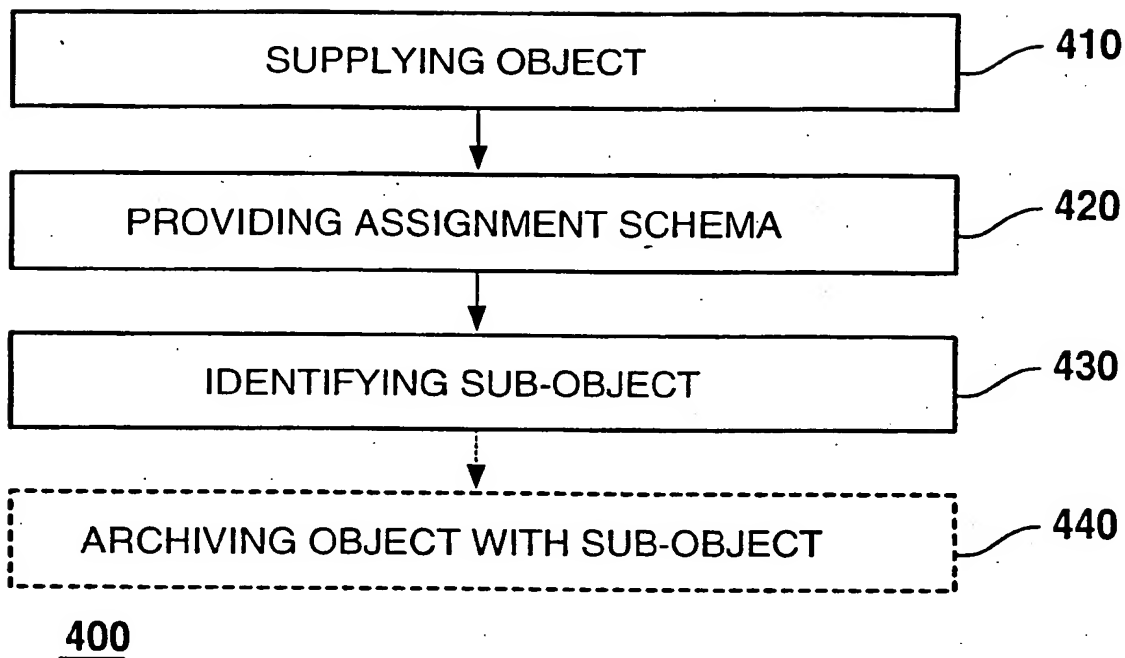 SUPPLYING OBJECT 410
PROVIDING ASSIGNMENT SCHEMA 420
IDENTIFYING SUB-OBJECT 430
ARCHIVING OBJECT WITH SUB-OBJECT 440
400